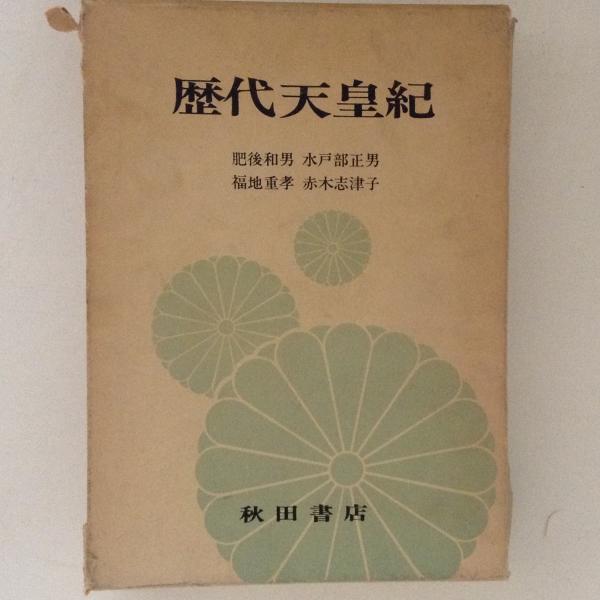 歴代天皇紀
肥後和男 水戸部正男
福地重孝 赤木志津子
秋田書店